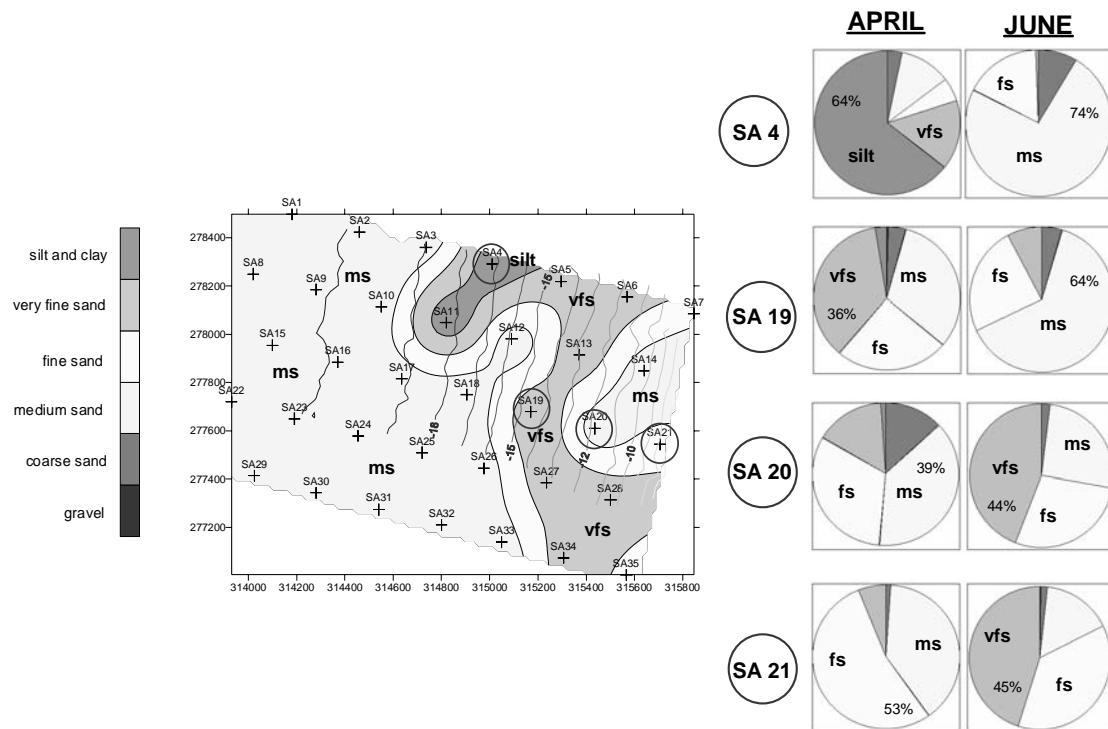 APRIL JUNE
SA 4
64%
silt
vfs
fs
74%
ms
SA 19
vfs
36%
ms
fs
fs
64%
ms
SA 20
39%
fs
ms
vfs
44%
ms
fs
SA 21
fs
ms
53%
vfs
45%
fs
silt and clay
very fine sand
fine sand
medium sand
coarse sand
gravel
278400
278200
278000
277800
277600
277400
277200
314000 314200 314400 314600 314800 315000 315200 315400 315600 315800
SA1
SA2
SA3
SA4
silt
SA5
SA6
SA7
SA8
SA9
ms
SA10
SA11
SA12
SA13
SA14
SA15
SA16
SA17
SA18
SA19
SA20
SA21
SA22
SA23
SA24
SA25
SA26
SA27
SA28
SA29
SA30
SA31
SA32
SA33
SA34
SA35
vfs
ms
ms
vfs
ms
vfs
-15
-18
-15
-12
-10